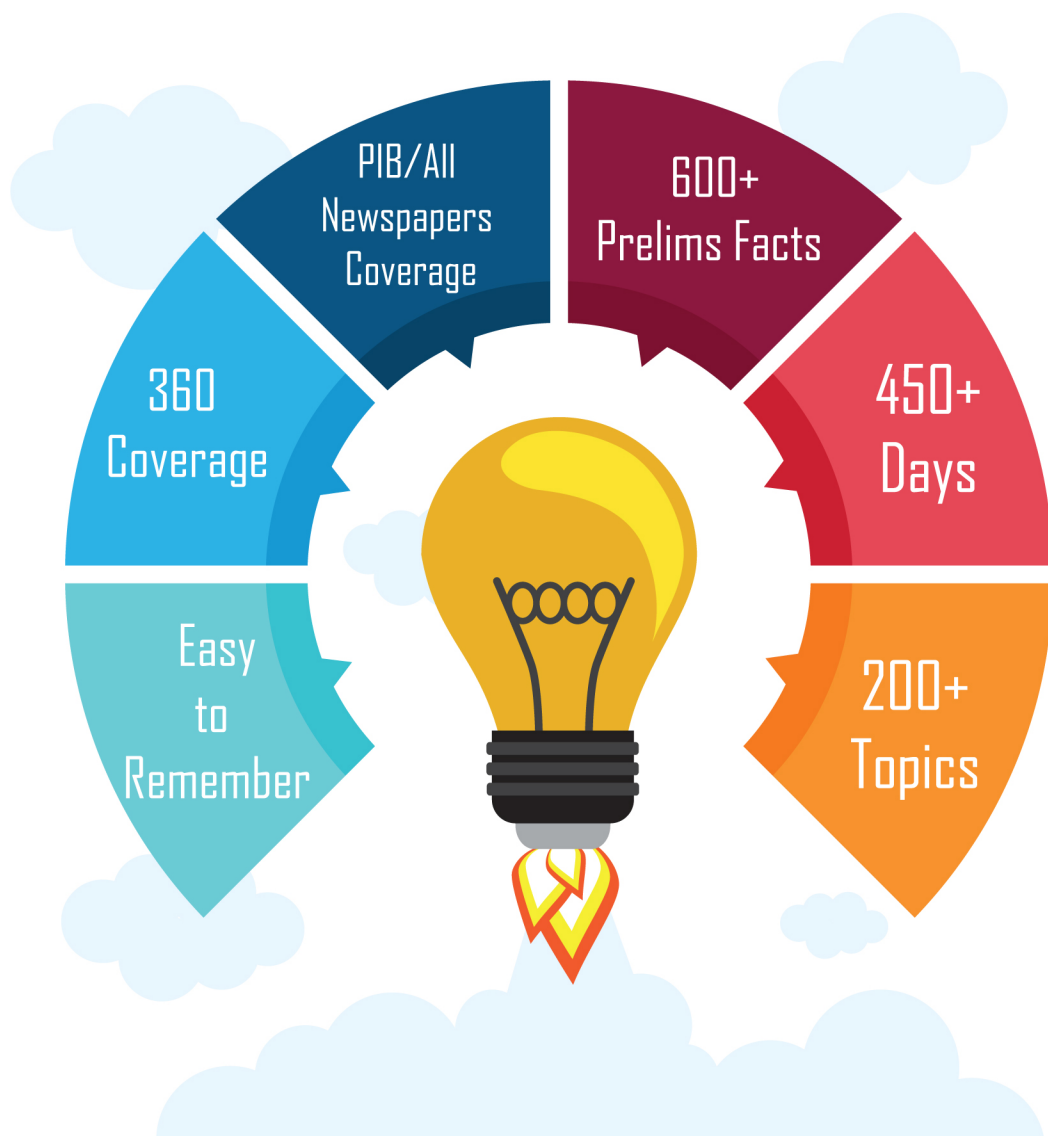 PIB/All
Newspapers
Coverage
600+
Prelims Facts
360
Coverage
450+
Days
Easy
to
Remember
200+
Topics